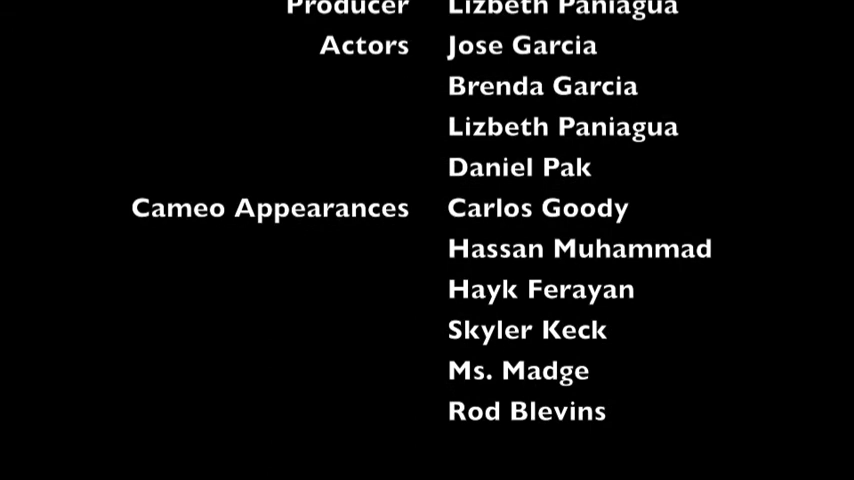 Producer Lizbeth Paniagua
Actors Jose Garcia
Brenda Garcia
Lizbeth Paniagua
Daniel Pak
Cameo Appearances Carlos Goody
Hassan Muhammad
Hayk Ferayan
Skyler Keck
Ms. Madge
Rod Blevins